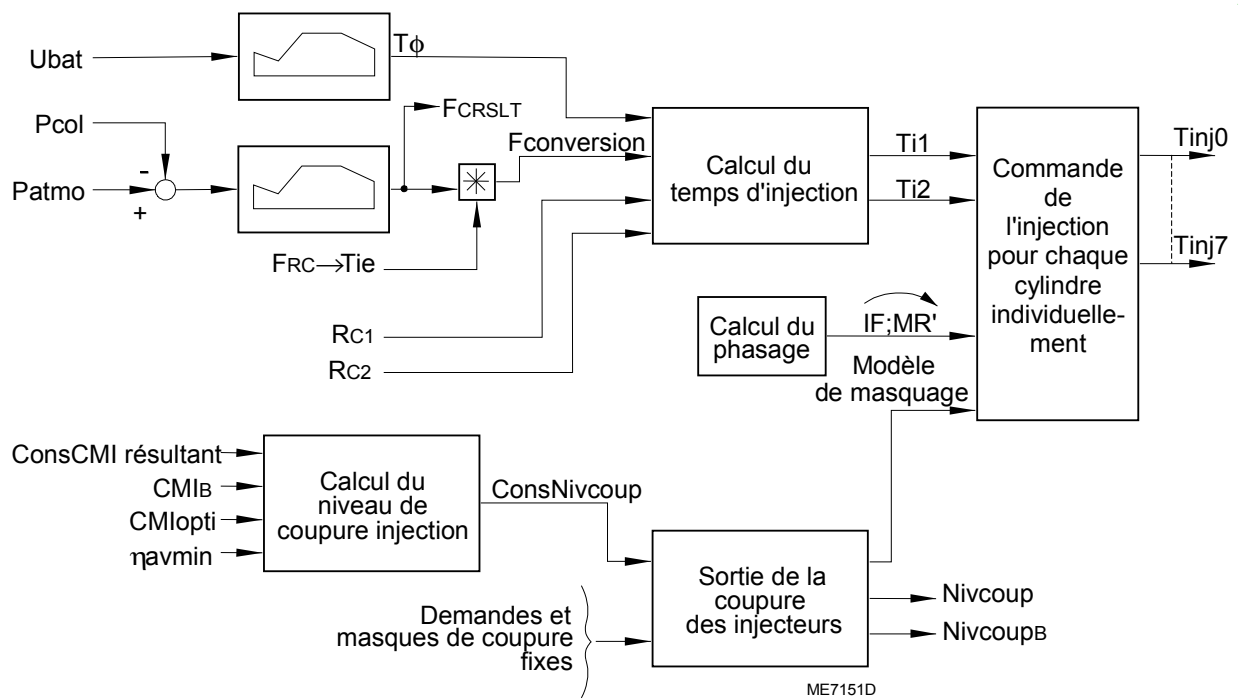 Ubat
Tϕ
Pcol
FCRSLT
Fconversion
-
Patmo
+
FRC→Tie
RC1
RC2
Calcul du
temps d'injection
Ti1
Ti2
Commande
de
l'injection
pour chaque
cylindre
individuelle-
ment
Tinj0
Tinj7
Calcul du
phasage
IF;MR'
Modèle
de masquage
ConsCMI résultant
CMIB
CMIopti
ηavmin
Calcul du
niveau de
coupure injection
ConsNivcoup
Demandes et
masques de coupure
fixes
Sortie de la
coupure
des injecteurs
Nivcoup
NivcoupB
ME7151D